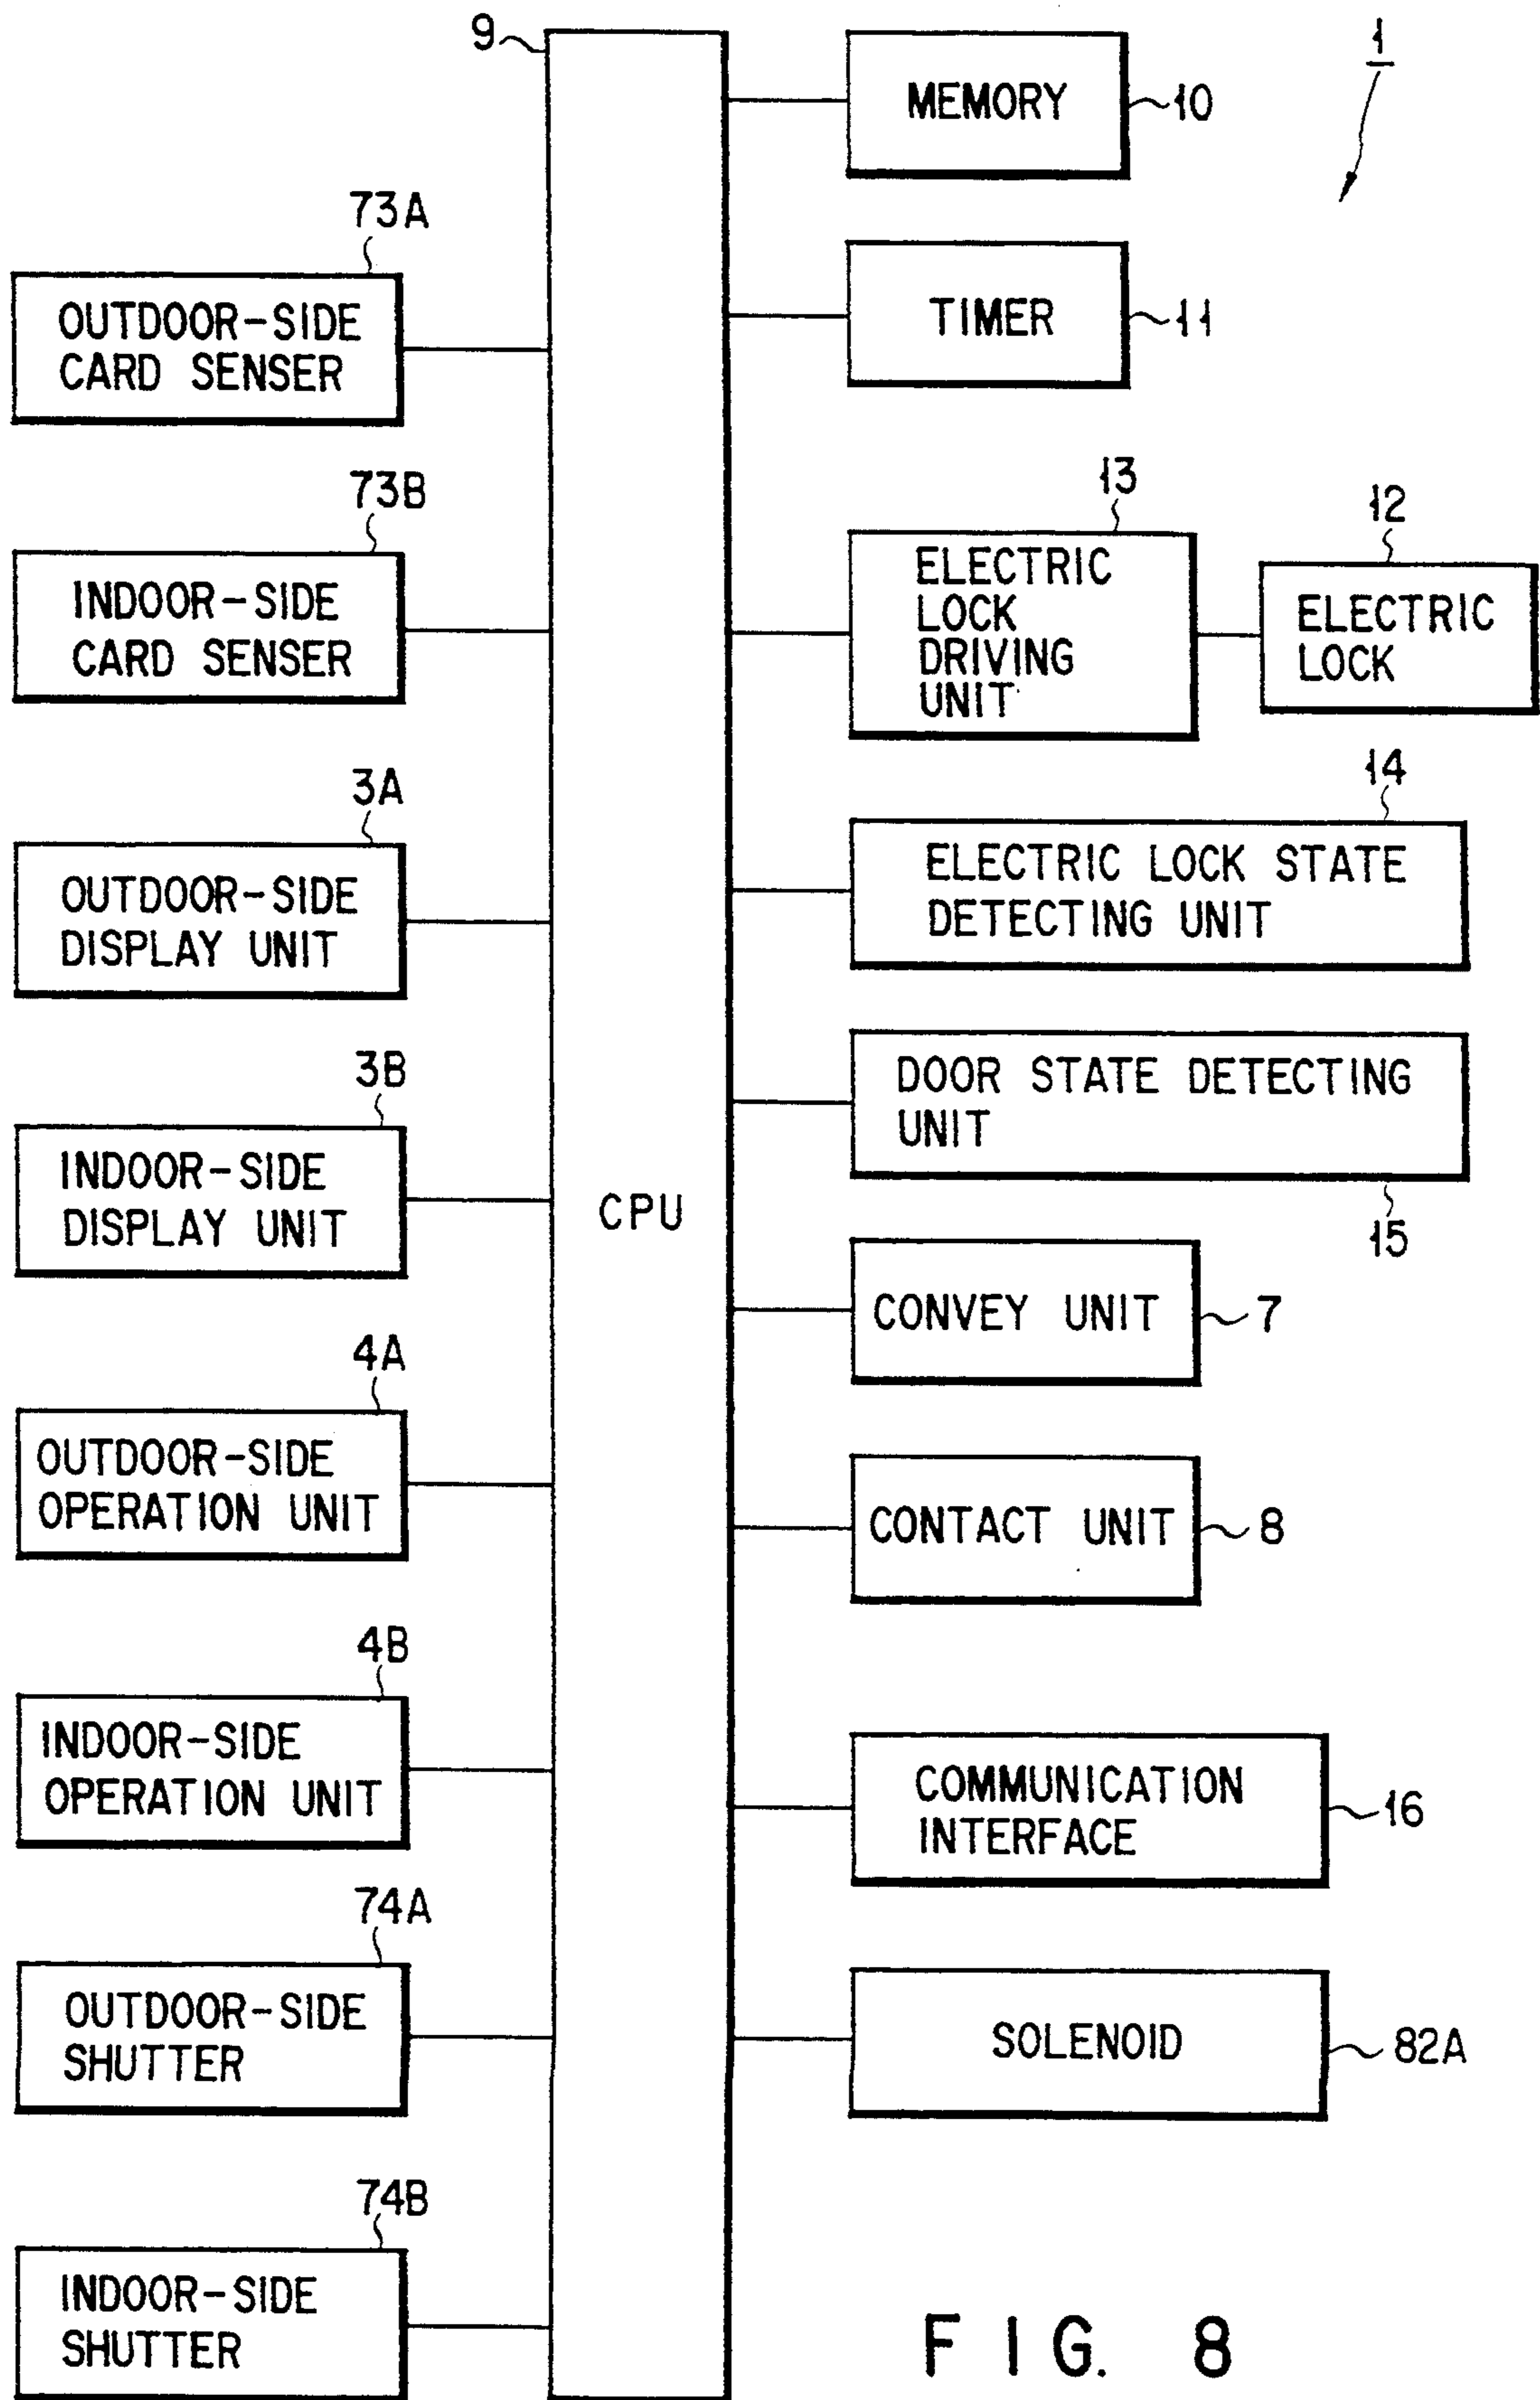 9
MEMORY
10
1
TIMER
11
73A
OUTDOOR-SIDE
CARD SENSER
73B
INDOOR-SIDE
CARD SENSER
13
ELECTRIC
LOCK
DRIVING
UNIT
12
ELECTRIC
LOCK
3A
OUTDOOR-SIDE
DISPLAY UNIT
14
ELECTRIC LOCK STATE
DETECTING UNIT
3B
INDOOR-SIDE
DISPLAY UNIT
CPU
DOOR STATE DETECTING
UNIT
15
CONVEY UNIT
7
4A
OUTDOOR-SIDE
OPERATION UNIT
CONTACT UNIT
8
4B
INDOOR-SIDE
OPERATION UNIT
COMMUNICATION
INTERFACE
16
74A
OUTDOOR-SIDE
SHUTTER
SOLENOID
82A
74B
INDOOR-SIDE
SHUTTER
FIG. 8